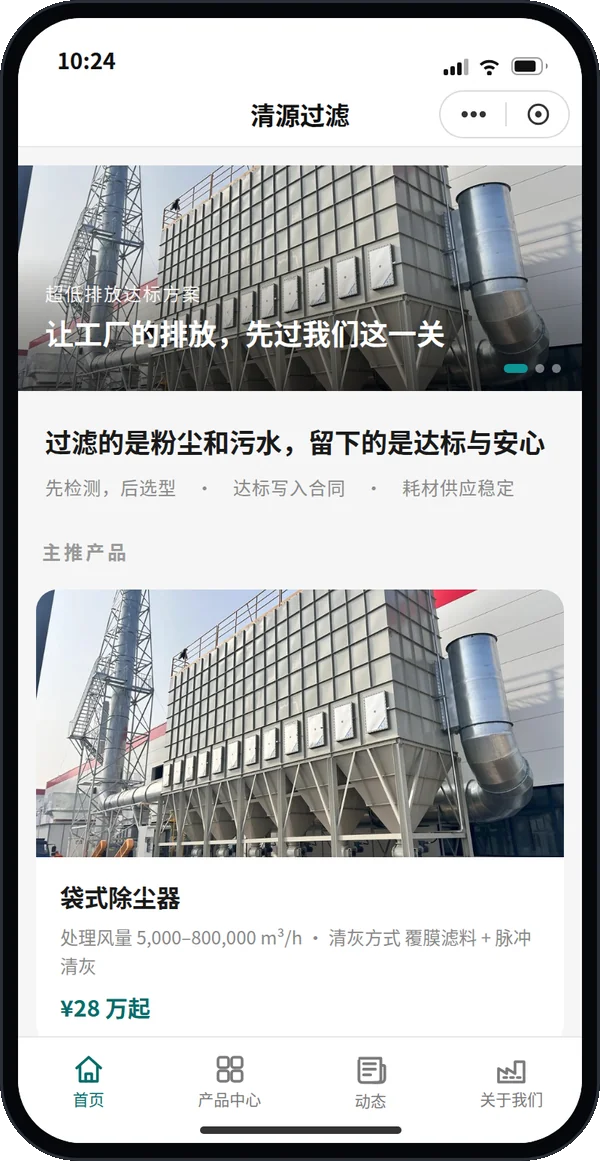 10:24
清源过滤
超低排放达标方案
让工厂的排放，先过我们这一关
过滤的是粉尘和污水，留下的是达标与安心
先检测，后选型 · 达标写入合同 · 耗材供应稳定
主推产品
袋式除尘器
处理风量 5,000–800,000 m³/h · 清灰方式 覆膜滤料 + 脉冲
清灰
¥28 万起
首页 产品中心 动态 关于我们